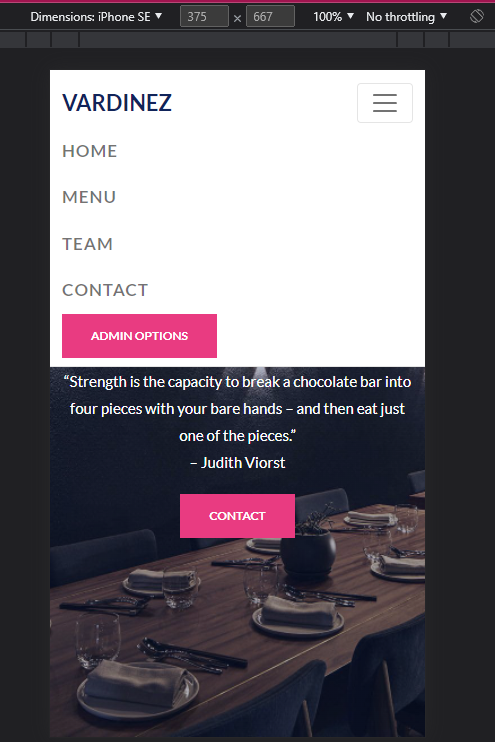 Dimensions: iPhone SE ▼ 375 × 667 100% ▼ No throttling ▼
VARDINEZ
HOME
MENU
TEAM
CONTACT
ADMIN OPTIONS
“Strength is the capacity to break a chocolate bar into
four pieces with your bare hands – and then eat just
one of the pieces.”
– Judith Viorst
CONTACT